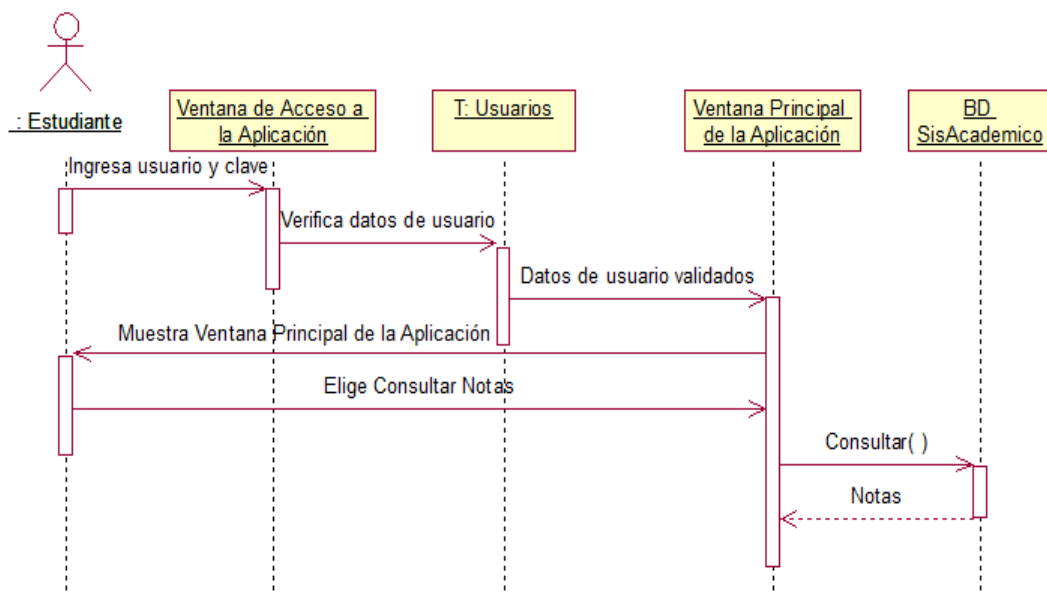 : Estudiante
Ventana de Acceso a
la Aplicación
T: Usuarios
Ventana Principal
de la Aplicación
BD
SisAcademico
Ingresa usuario y clave
Verifica datos de usuario
Datos de usuario validados
Muestra Ventana Principal de la Aplicación
Elige Consultar Notas
Consultar( )
Notas